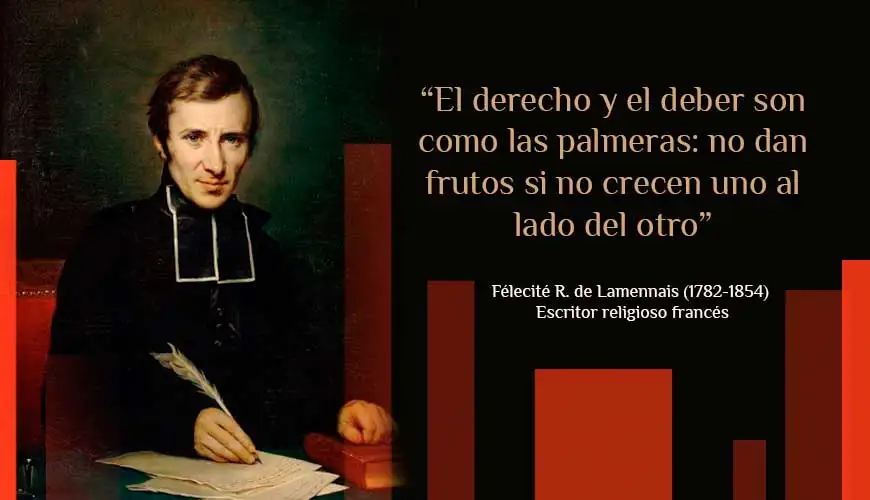 “El derecho y el deber son
como las palmeras: no dan
frutos si no crecen uno al
lado del otro”
Félecité R. de Lamennais (1782-1854)
Escritor religioso francés